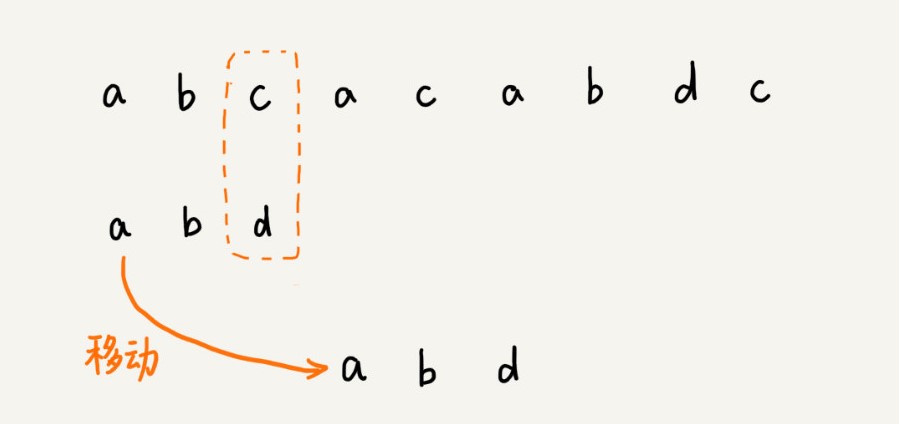 a b c a c a b d c
a b d
移动
a b d